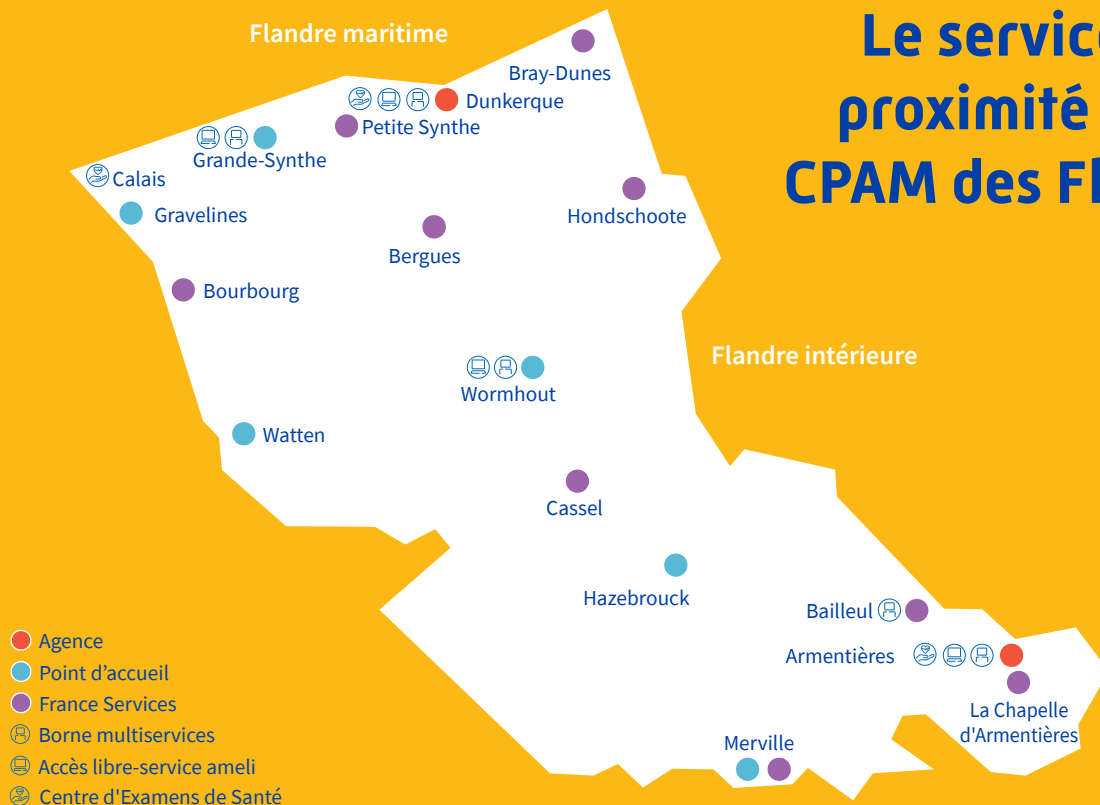 Flandre maritime
Le servic
proximité
CPAM des F
Bray-Dunes
Dunkerque
Petite Synthe
Grande-Synthe
Calais
Gravelines
Hondschoote
Bergues
Bourbourg
Flandre intérieure
Wormhout
Watten
Cassel
Hazebrouck
Bailleul
Armentières
La Chapelle
d'Armentières
Merville
Agence
Point d’accueil
France Services
Borne multiservices
Accès libre-service ameli
Centre d'Examens de Santé